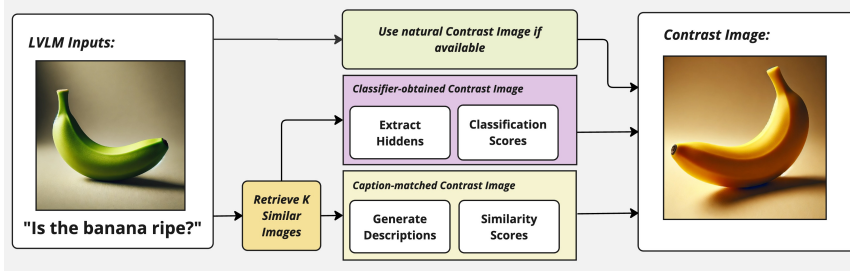 LVLM Inputs:
"Is the banana ripe?"
Retrieve K
Similar
Images
Use natural Contrast Image if
available
Classifier-obtained Contrast Image
Extract
Hiddens
Classification
Scores
Caption-matched Contrast Image
Generate
Descriptions
Similarity
Scores
Contrast Image: